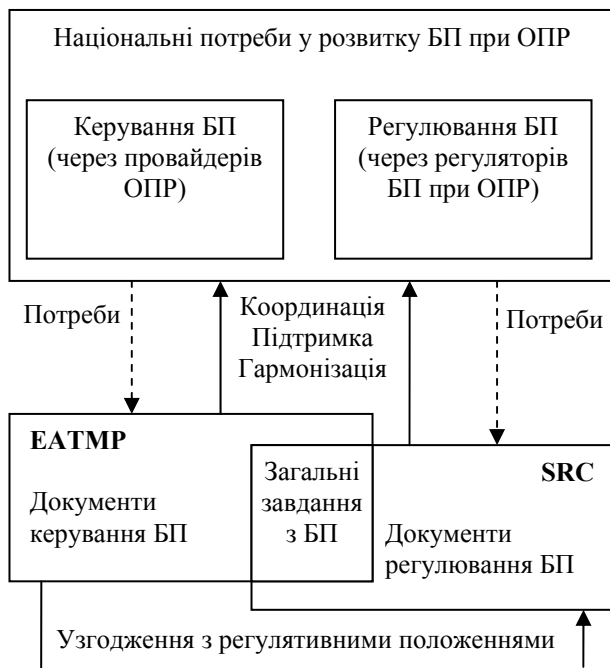 Національні потреби у розвитку БП при ОПР
Керування БП
(через провайдерів
ОПР)
Регулювання БП
(через регуляторів
БП при ОПР)
Потреби
Координація
Підтримка
Гармонізація
Потреби
EATMP
Документи
керування БП
Загальні
завдання
з БП
SRC
Документи
регулювання БП
Узгодження з регулятивними положеннями